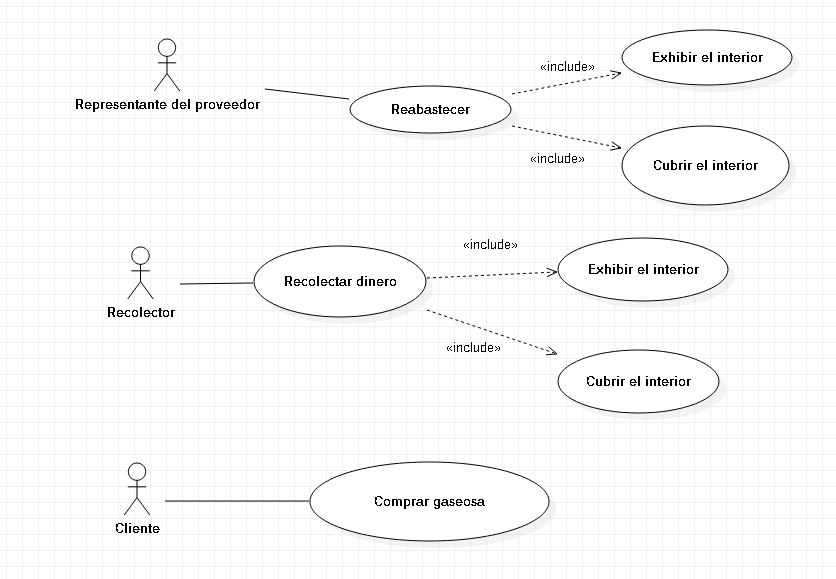 Exhibir el interior
«include»
Representante del proveedor
Reabastecer
«include»
Cubrir el interior
«include»
Recolectar dinero
Exhibir el interior
Recolector
«include»
Cubrir el interior
Comprar gaseosa
Cliente